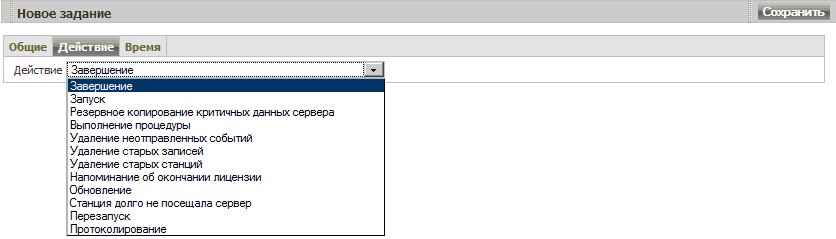 Новое задание
Сохранить
Общие Действие Время
Действие Завершение
Завершение
Запуск
Резервное копирование критичных данных сервера
Выполнение процедуры
Удаление неотправленных событий
Удаление старых записей
Удаление старых станций
Напоминание об окончании лицензии
Обновление
Станция долго не посещала сервер
Перезапуск
Протоколирование